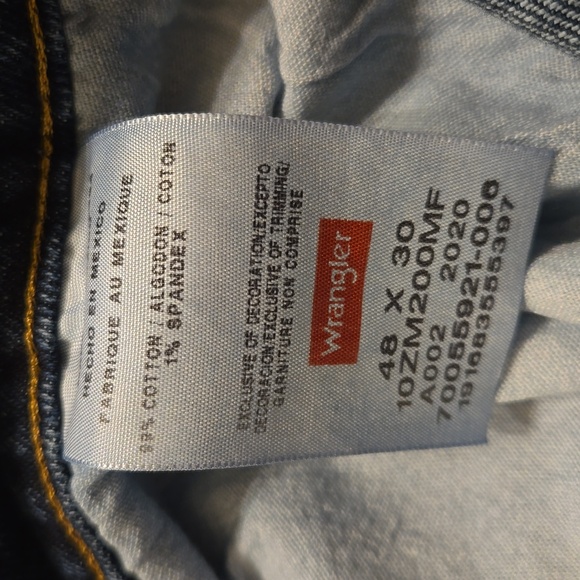 HECHO EN MEXICO
FABRIQUE AU MEXIQUE
99% COTTON / ALGODON / COTON
1% SPANDEX
EXCLUSIVE OF DECORATION/EXCEPTO
DECORACION/EXCLUSIVE OF TRIMMING/
GARNITURE NON COMPRISE
Wrangler
48 X 30
10ZM200MF
A002 2020
70055921-006
191683555397